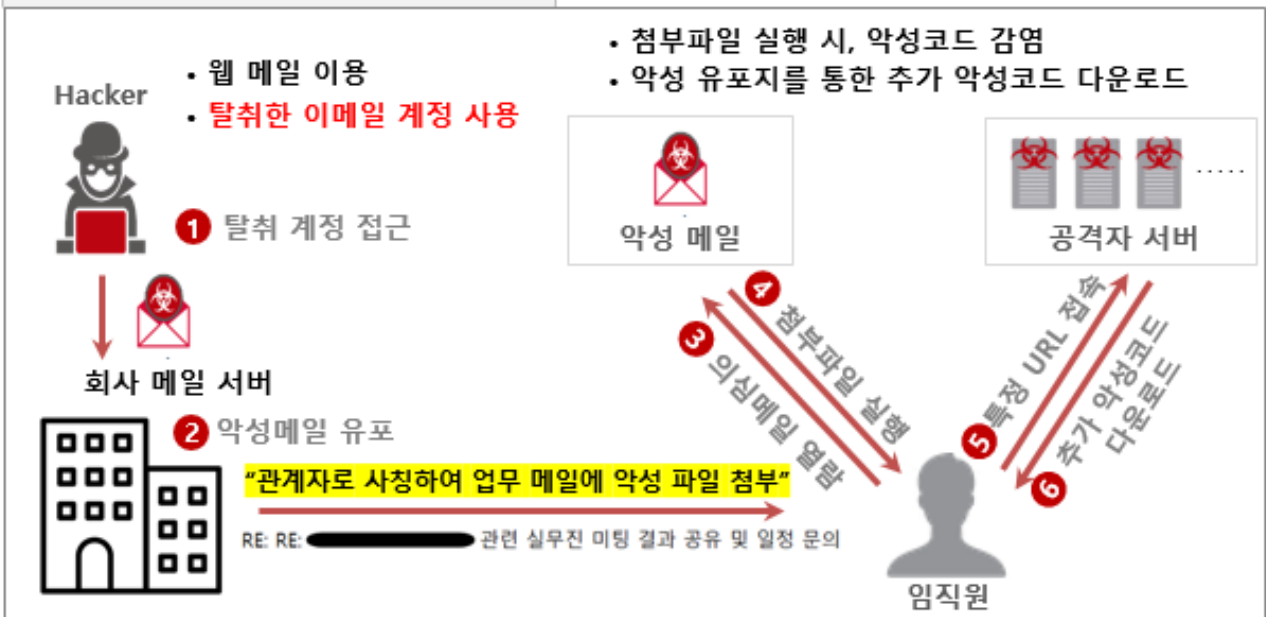 Hacker
• 웹 메일 이용
• 탈취한 이메일 계정 사용
• 첨부파일 실행 시, 악성코드 감염
• 악성 유포지를 통한 추가 악성코드 다운로드
1 탈취 계정 접근
악성 메일
공격자 서버
.....
회사 메일 서버
2 악성메일 유포
"관계자로 사칭하여 업무 메일에 악성 파일 첨부"
RE: RE: 관련 실무진 미팅 결과 공유 및 일정 문의
3 의심메일 열람
4 첨부파일 실행
5 특정 URL 접속
6 추가 악성코드
다운로드
임직원